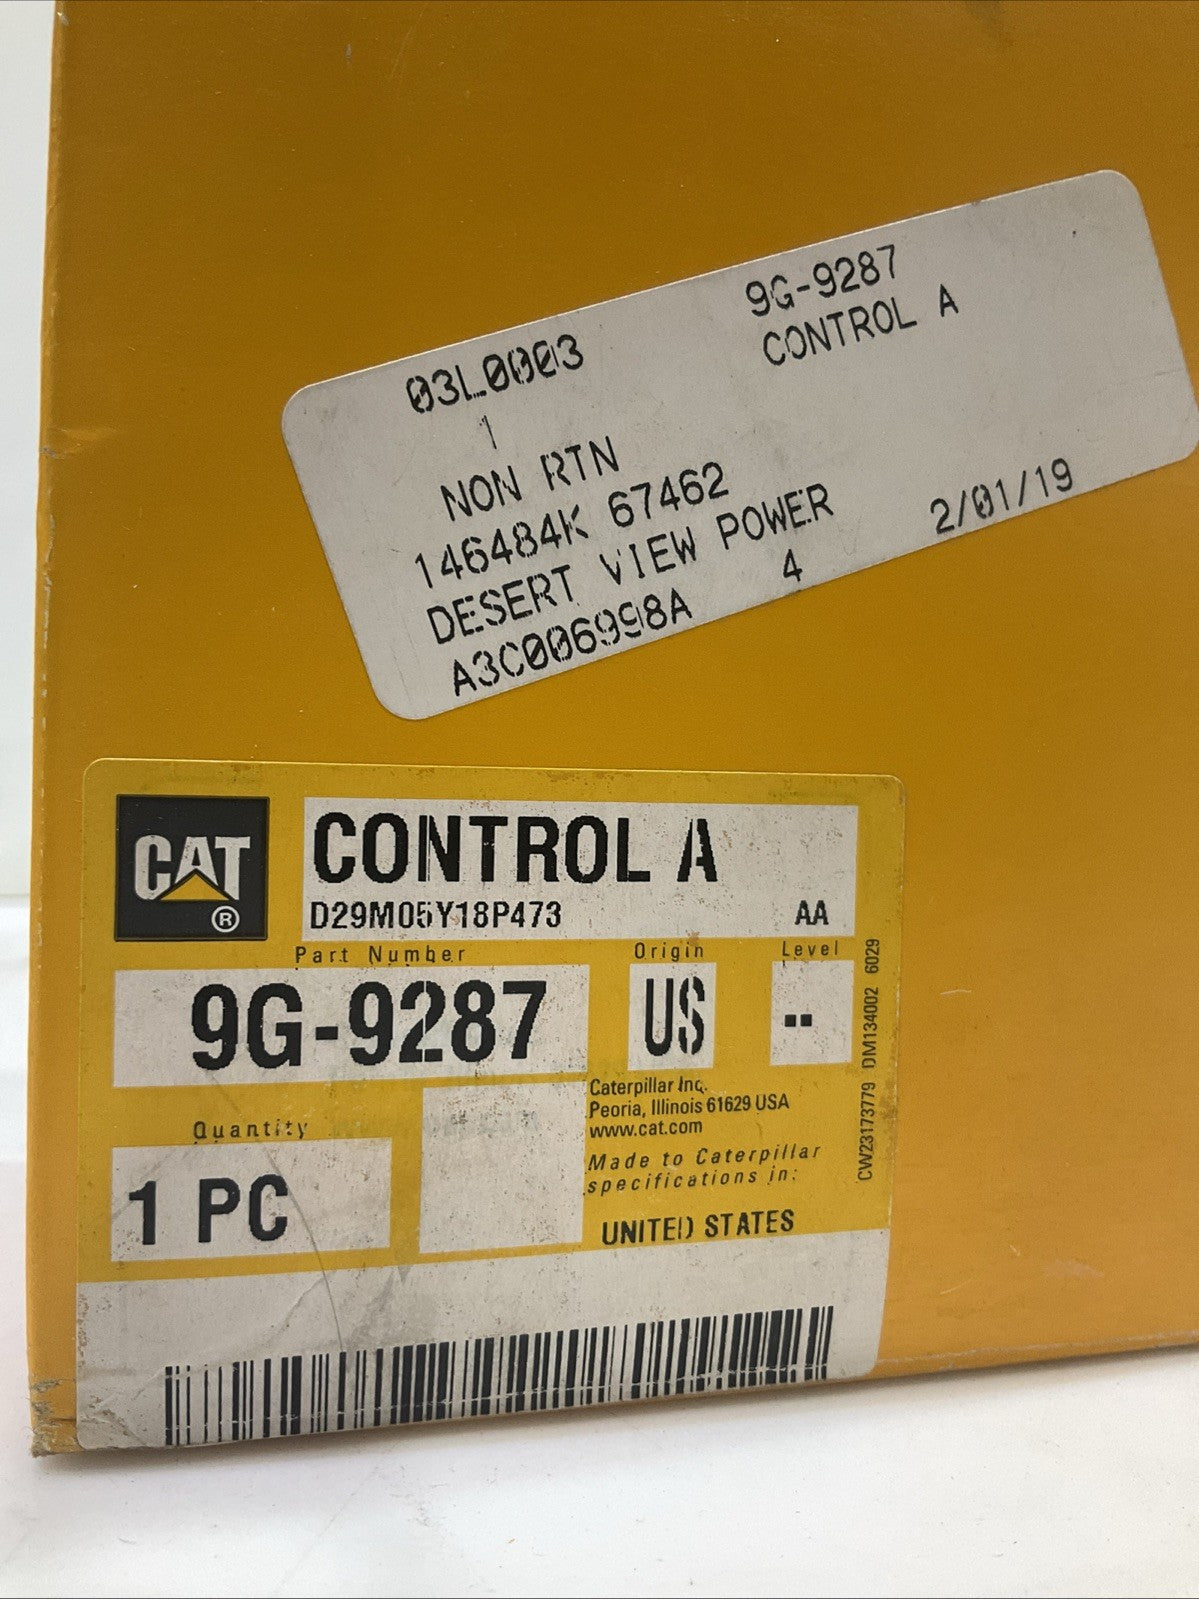 03L0003
9G-9287
CONTROL A
1
NON RTN
146484K 67462
DESERT VIEW POWER
A3C006998A 4 2/01/19
CAT ®
CONTROL A
D29M05Y18P473 AA
Part Number Origin Level
9G-9287 US --
Quantity
1 PC
Caterpillar Inc.
Peoria, Illinois 61629 USA
www.cat.com
Made to Caterpillar
specifications in:
UNITED STATES
CW23173779 DM134002 6029